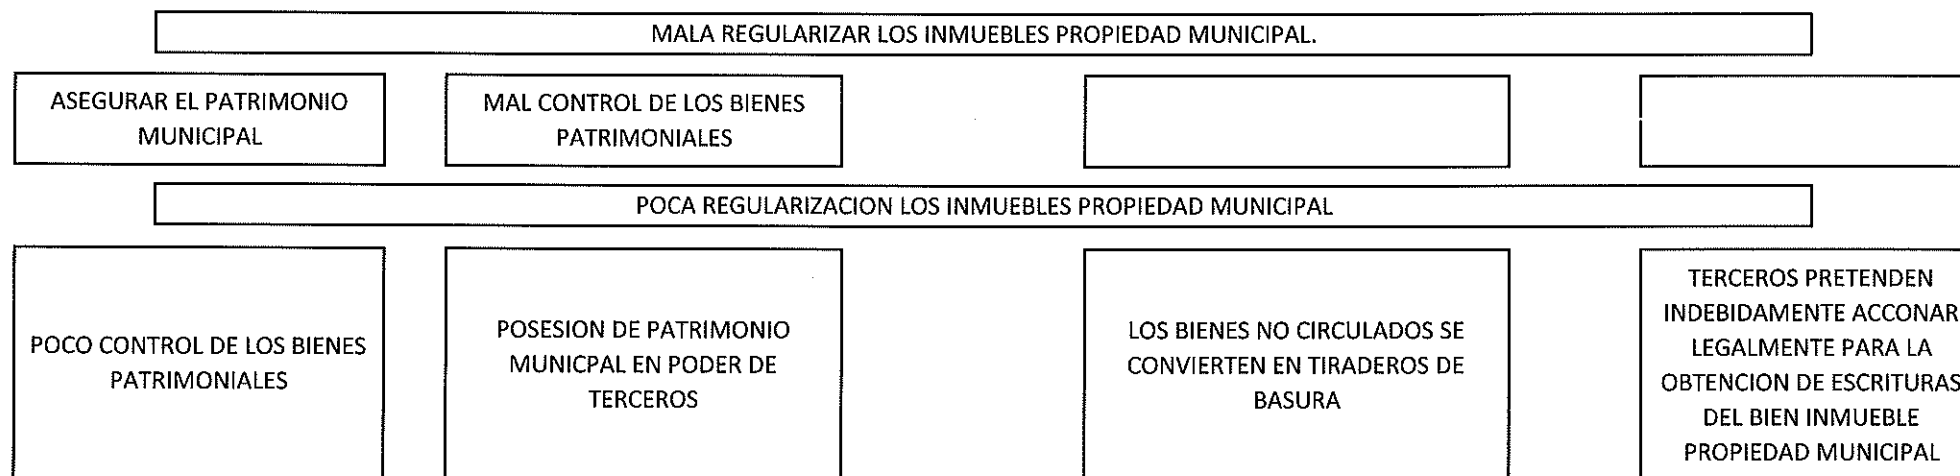 MALA REGULARIZAR LOS INMUEBLES PROPIEDAD MUNICIPAL.
ASEGURAR EL PATRIMONIO
MUNICIPAL
MAL CONTROL DE LOS BIENES
PATRIMONIALES
POCA REGULARIZACION LOS INMUEBLES PROPIEDAD MUNICIPAL
POCO CONTROL DE LOS BIENES
PATRIMONIALES
POSESION DE PATRIMONIO
MUNICPAL EN PODER DE
TERCEROS
LOS BIENES NO CIRCULADOS SE
CONVIERTEN EN TIRADEROS DE
BASURA
TERCEROS PRETENDEN
INDEBIDAMENTE ACCONAR
LEGALMENTE PARA LA
OBTENCION DE ESCRITURAS
DEL BIEN INMUEBLE
PROPIEDAD MUNICIPAL